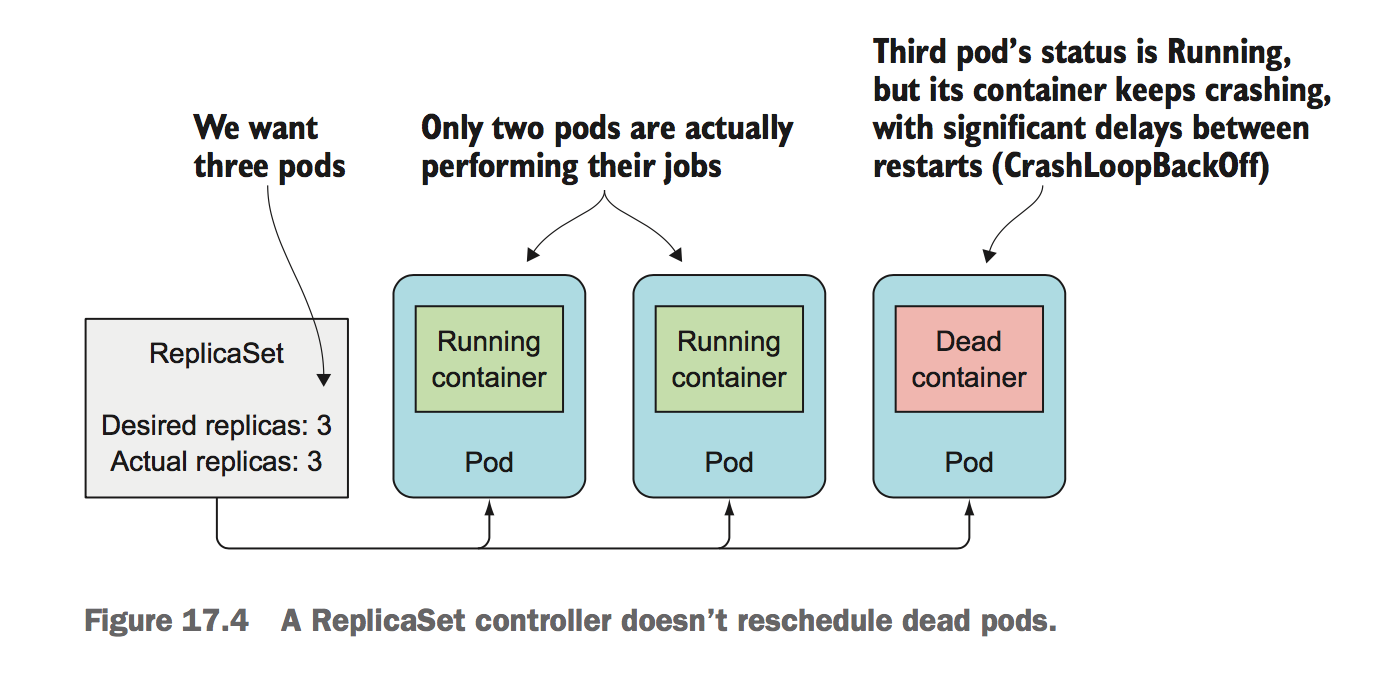 Third pod's status is Running,
but its container keeps crashing,
with significant delays between
restarts (CrashLoopBackOff)
We want
three pods
Only two pods are actually
performing their jobs
ReplicaSet
Desired replicas: 3
Actual replicas: 3
Running
container
Pod
Running
container
Pod
Dead
container
Pod
Figure 17.4 A ReplicaSet controller doesn't reschedule dead pods.